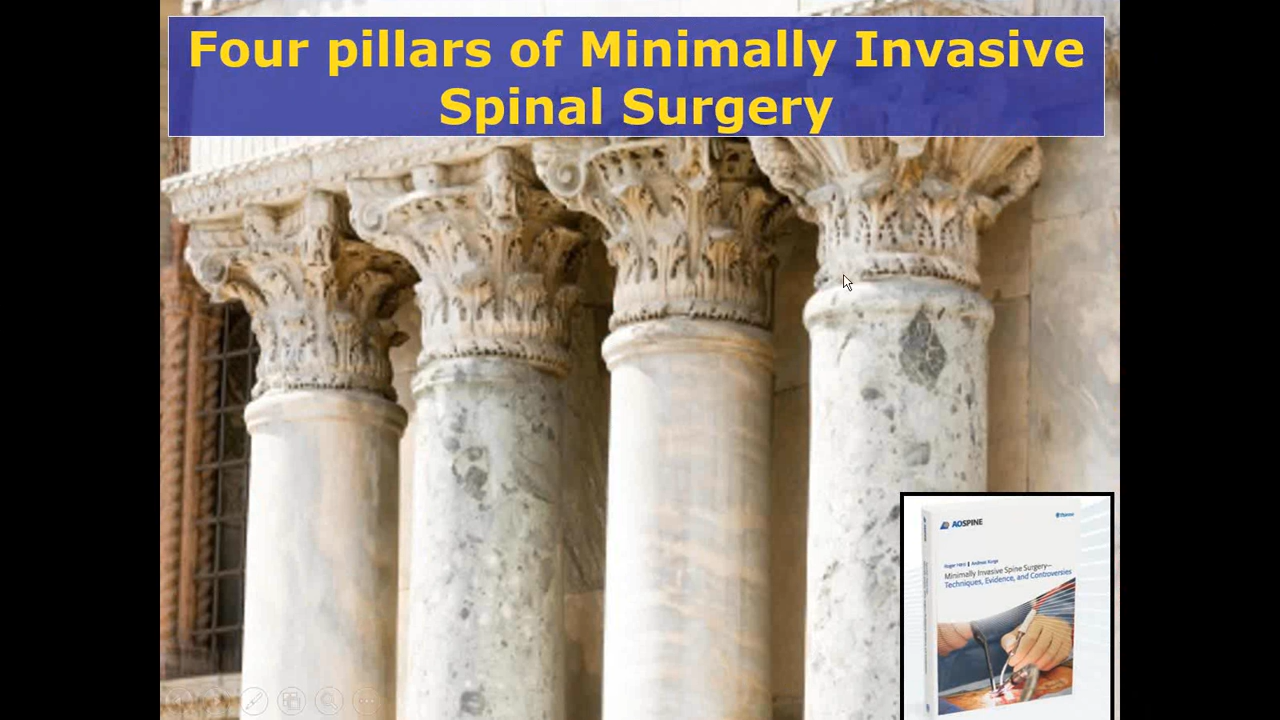 Four pillars of Minimally Invasive
Spinal Surgery
AOSPINE
Minimally Invasive Spine Surgery—
Techniques, Evidence, and Controversies